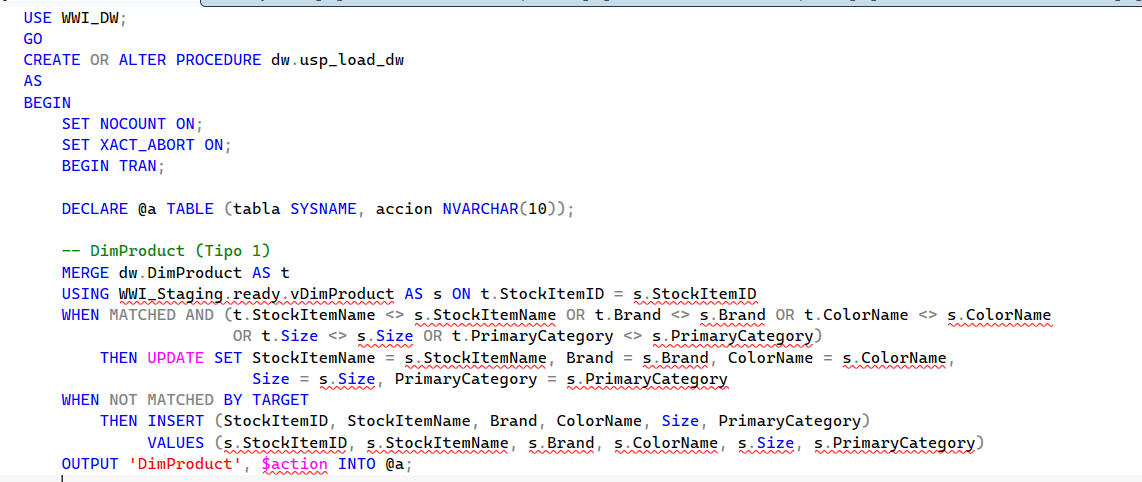 USE WWI_DW;
GO
CREATE OR ALTER PROCEDURE dw.usp_load_dw
AS
BEGIN
    SET NOCOUNT ON;
    SET XACT_ABORT ON;
    BEGIN TRAN;

    DECLARE @a TABLE (tabla SYSNAME, accion NVARCHAR(10));

    -- DimProduct (Tipo 1)
    MERGE dw.DimProduct AS t
    USING WWI_Staging.ready.vDimProduct AS s ON t.StockItemID = s.StockItemID
    WHEN MATCHED AND (t.StockItemName <> s.StockItemName OR t.Brand <> s.Brand OR t.ColorName <> s.ColorName
                      OR t.Size <> s.Size OR t.PrimaryCategory <> s.PrimaryCategory)
        THEN UPDATE SET StockItemName = s.StockItemName, Brand = s.Brand, ColorName = s.ColorName,
                        Size = s.Size, PrimaryCategory = s.PrimaryCategory
    WHEN NOT MATCHED BY TARGET
        THEN INSERT (StockItemID, StockItemName, Brand, ColorName, Size, PrimaryCategory)
             VALUES (s.StockItemID, s.StockItemName, s.Brand, s.ColorName, s.Size, s.PrimaryCategory)
    OUTPUT 'DimProduct', $action INTO @a;